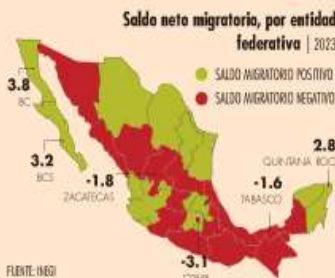 Saldo neto migratorio, por entidad
federativa | 2023
SALDO MIGRATORIO POSITIVO
SALDO MIGRATORIO NEGATIVO
3.8
BC
3.2
BCS
-1.8
ZACATECAS
2.8
QUINTANA ROO
-1.6
TABASCO
-3.1
CDMX
FUENTE: INEGI